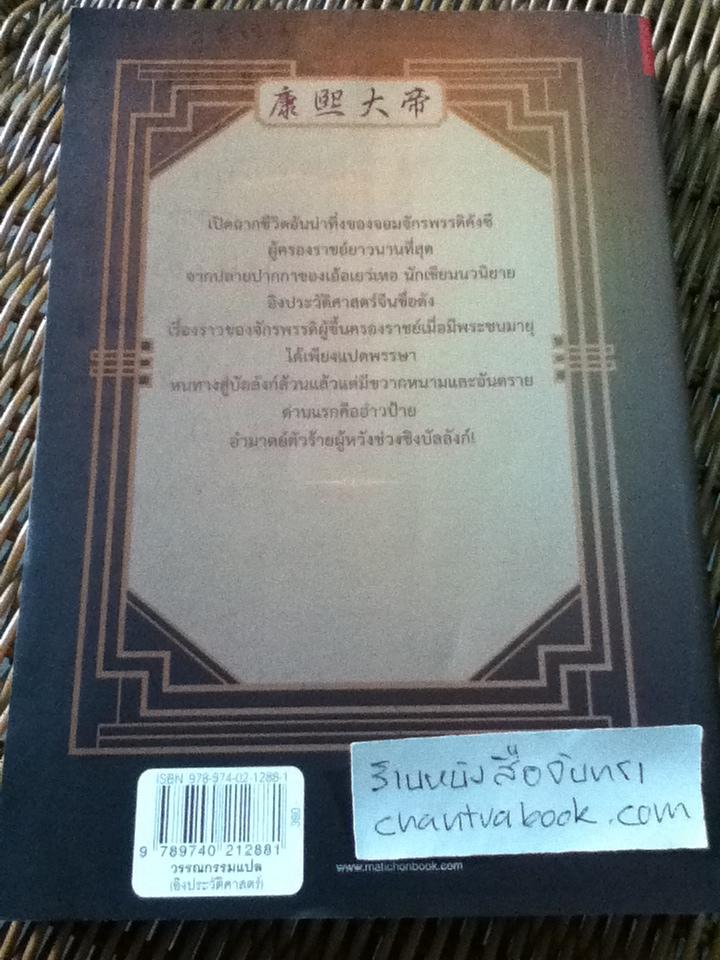 康熙大帝
เปิดฉากชีวิตอันน่าทึ่งของจอมจักรพรรดิคังซี
ผู้ครองราชย์ยาวนานที่สุด
จากปลายปากกาของเอ้อเยว่เหอ นักเขียนนวนิยาย
อิงประวัติศาสตร์จีนชื่อดัง
เรื่องราวของจักรพรรดิผู้ขึ้นครองราชย์เมื่อมีพระชนมายุ
ได้เพียงแปดพรรษา
หนทางสู่บัลลังก์ล้วนแล้วแต่มีขวากหนามและอันตราย
ด่านแรกคืออ๋าวป้าย
อำมาตย์ตัวร้ายผู้หวังช่วงชิงบัลลังก์!
ISBN 978-974-02-1288-1
380
9 789740 212881
วรรณกรรมแปล
(อิงประวัติศาสตร์)
ร้านหนังสือจันทรา
chantrabook.com
www.matichonbook.com